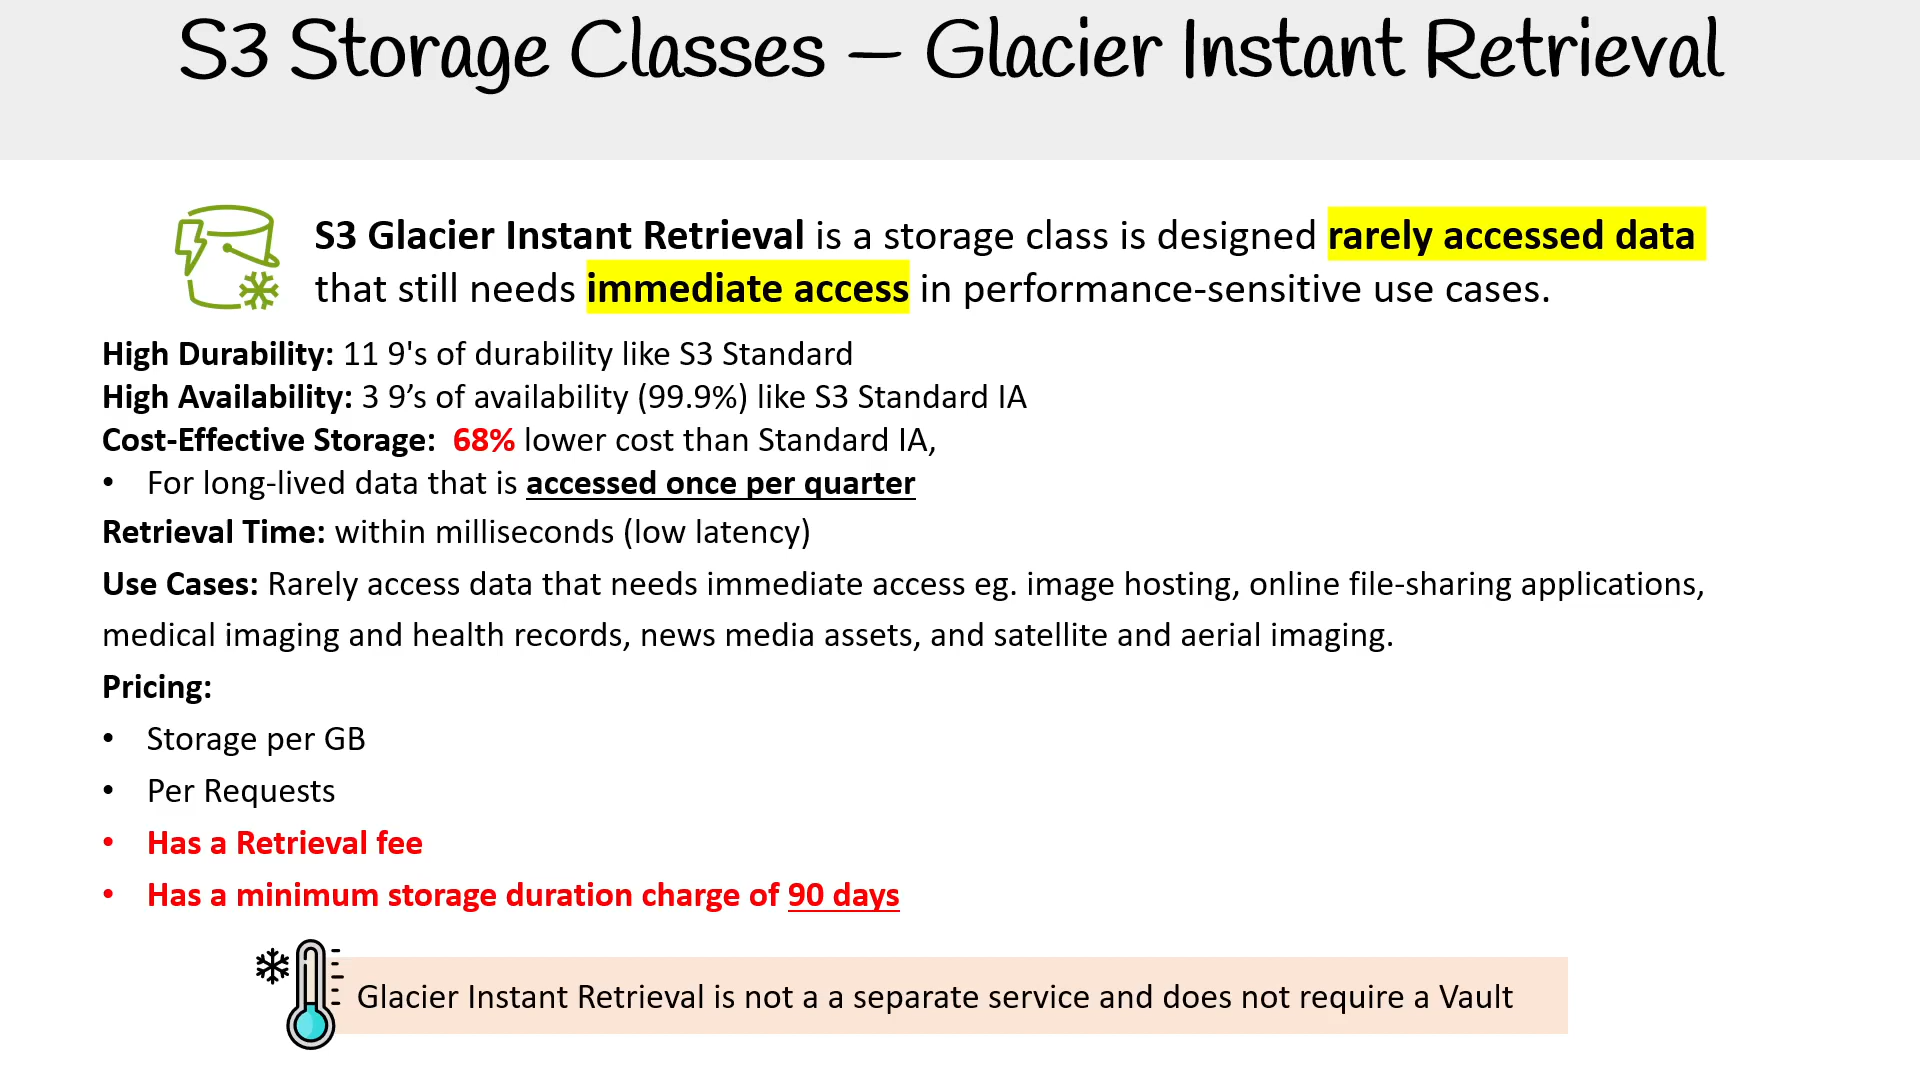 S3 Storage Classes – Glacier Instant Retrieval
S3 Glacier Instant Retrieval is a storage class is designed rarely accessed data
that still needs immediate access in performance-sensitive use cases.
High Durability: 11 9's of durability like S3 Standard
High Availability: 3 9’s of availability (99.9%) like S3 Standard IA
Cost-Effective Storage: 68% lower cost than Standard IA,
• For long-lived data that is accessed once per quarter
Retrieval Time: within milliseconds (low latency)
Use Cases: Rarely access data that needs immediate access eg. image hosting, online file-sharing applications,
medical imaging and health records, news media assets, and satellite and aerial imaging.
Pricing:
• Storage per GB
• Per Requests
• Has a Retrieval fee
• Has a minimum storage duration charge of 90 days
Glacier Instant Retrieval is not a a separate service and does not require a Vault